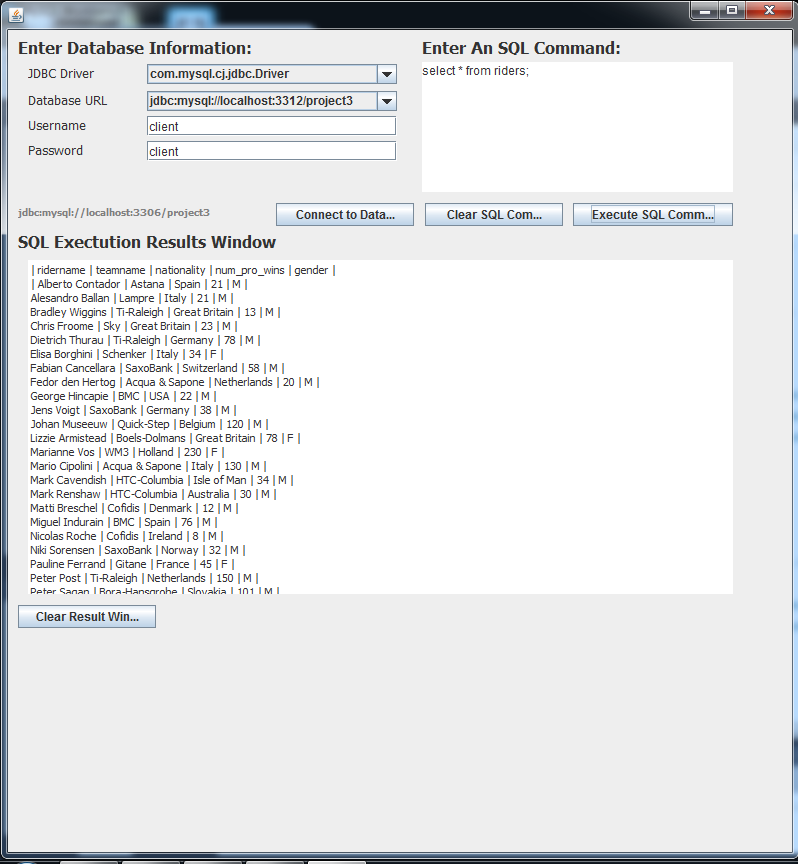 Enter Database Information:
JDBC Driver
com.mysql.cj.jdbc.Driver
Database URL
jdbc:mysql://localhost:3312/project3
Username
client
Password
client
Enter An SQL Command:
select * from riders;
jdbc:mysql://localhost:3306/project3
Connect to Data...
Clear SQL Com...
Execute SQL Comm...
SQL Exectution Results Window
| ridername | teamname | nationality | num_pro_wins | gender |
| Alberto Contador | Astana | Spain | 21 | M |
Alesandro Ballan | Lampre | Italy | 21 | M |
Bradley Wiggins | Ti-Raleigh | Great Britain | 13 | M |
Chris Froome | Sky | Great Britain | 23 | M |
Dietrich Thurau | Ti-Raleigh | Germany | 78 | M |
Elisa Borghini | Schenker | Italy | 34 | F |
Fabian Cancellara | SaxoBank | Switzerland | 58 | M |
Fedor den Hertog | Acqua & Sapone | Netherlands | 20 | M |
George Hincapie | BMC | USA | 22 | M |
Jens Voigt | SaxoBank | Germany | 38 | M |
Johan Museeuw | Quick-Step | Belgium | 120 | M |
Lizzie Armistead | Boels-Dolmans | Great Britain | 78 | F |
Marianne Vos | WM3 | Holland | 230 | F |
Mario Cipolini | Acqua & Sapone | Italy | 130 | M |
Mark Cavendish | HTC-Columbia | Isle of Man | 34 | M |
Mark Renshaw | HTC-Columbia | Australia | 30 | M |
Matti Breschel | Cofidis | Denmark | 12 | M |
Miguel Indurain | BMC | Spain | 76 | M |
Nicolas Roche | Cofidis | Ireland | 8 | M |
Niki Sorensen | SaxoBank | Norway | 32 | M |
Pauline Ferrand | Gitane | France | 45 | F |
Peter Post | Ti-Raleigh | Netherlands | 150 | M |
Peter Sagan | Bora-Hansgrohe | Slovakia | 101 | M |
Clear Result Win...